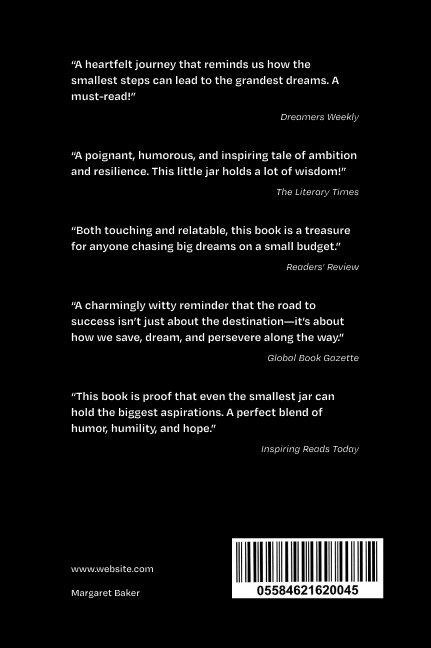 “A heartfelt journey that reminds us how the
smallest steps can lead to the grandest dreams. A
must-read!”
Dreamers Weekly
“A poignant, humorous, and inspiring tale of ambition
and resilience. This little jar holds a lot of wisdom!”
The Literary Times
“Both touching and relatable, this book is a treasure
for anyone chasing big dreams on a small budget.”
Readers’ Review
“A charmingly witty reminder that the road to
success isn’t just about the destination—it’s about
how we save, dream, and persevere along the way.”
Global Book Gazette
“This book is proof that even the smallest jar can
hold the biggest aspirations. A perfect blend of
humor, humility, and hope.”
Inspiring Reads Today
www.website.com
Margaret Baker
05584621620045